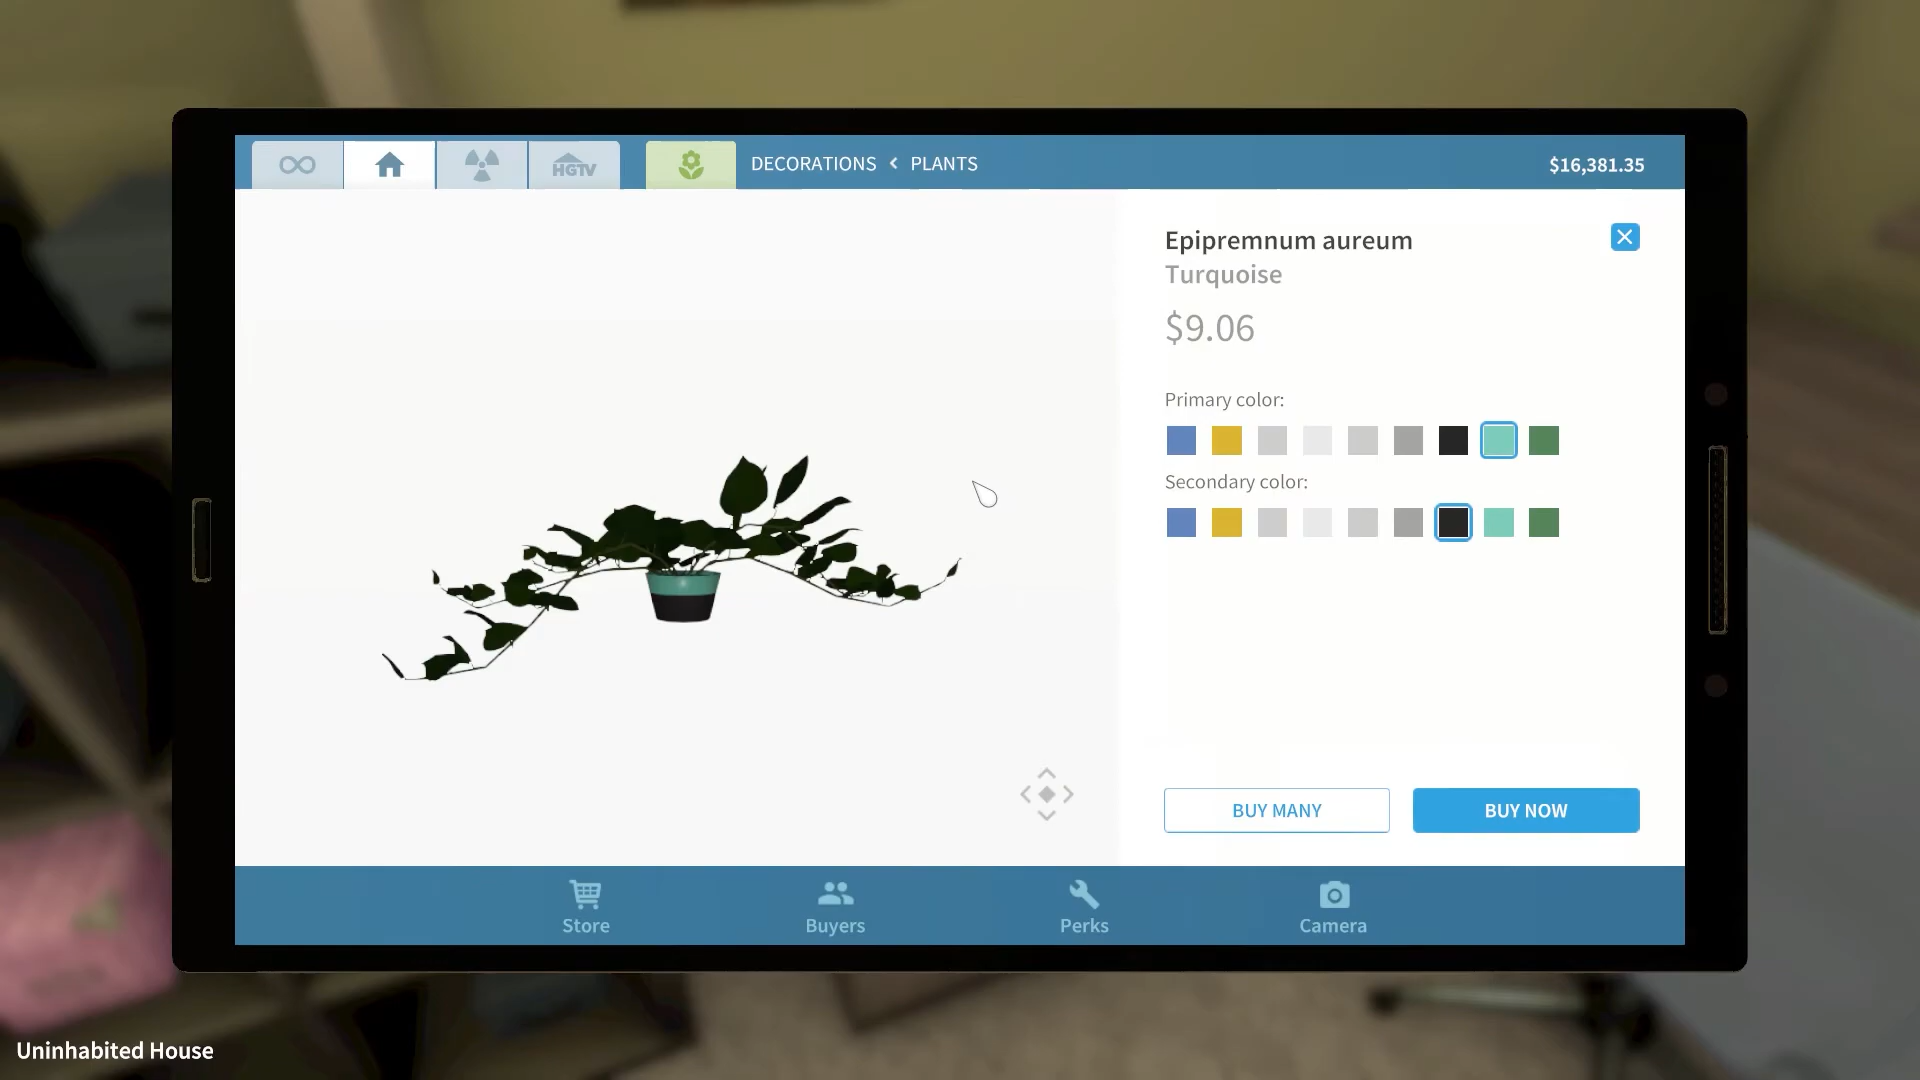 HGTV
DECORATIONS < PLANTS
$16,381.35
Epipremnum aureum
Turquoise
$9.06
Primary color:
Secondary color:
BUY MANY
BUY NOW
Store
Buyers
Perks
Camera
Uninhabited House